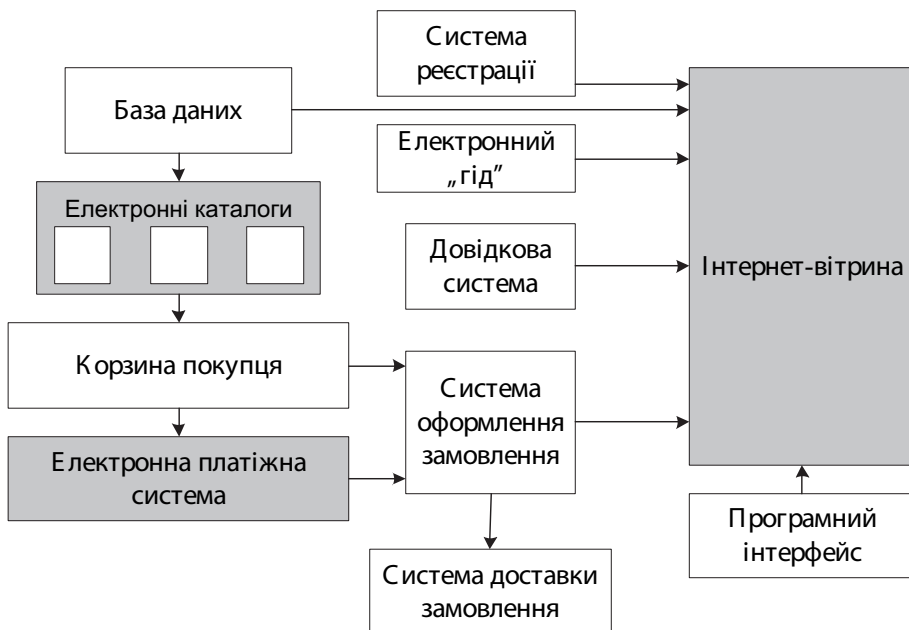 Система
реєстрації
База даних
Електронний
„гід”
Електронні каталоги
Довідкова
система
Інтернет-вітрина
Корзина покупця
Система
оформлення
замовлення
Електронна платіжна
система
Програмний
інтерфейс
Система доставки
замовлення